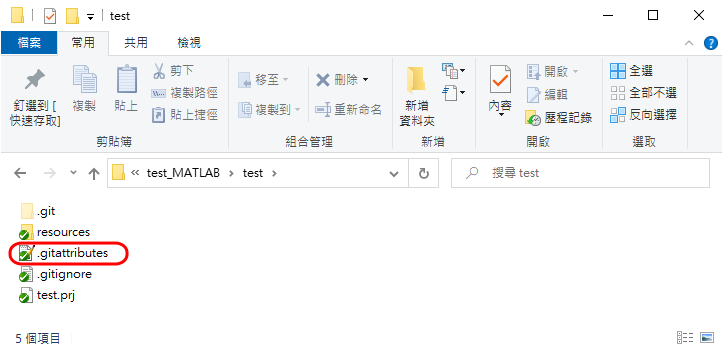 test
檔案 常用 共用 檢視
釘選到 [
快速存取]
複製
貼上
剪下
複製路徑
貼上捷徑
剪貼簿
移至
複製到
刪除
重新命名
組合管理
新增
資料夾
新增
內容
開啟
編輯
歷程記錄
開啟
全選
全部不選
反向選擇
選取
« test_MATLAB › test ›
搜尋 test
.git
resources
.gitattributes
.gitignore
test.prj
5 個項目